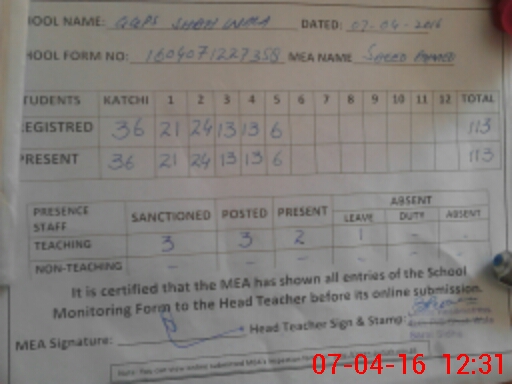 HOOL NAME: GGPS SHAH DATED: 07-04-2016
HOOL FORM NO: 1604071227358 MEA NAME SAEED AHMED
TUDENTS KATCHI 1 2 3 4 5 6 7 8 9 10 11 12 TOTAL
EGISTRED 36 21 24 13 13 6 113
PRESENT 36 21 24 13 13 6 113
PRESENCE STAFF SANCTIONED POSTED PRESENT ABSENT
LEAVE DUTY ABSENT
TEACHING 3 3 2 1 - -
NON-TEACHING - - - - - -
It is certified that the MEA has shown all entries of the School
Monitoring Form to the Head Teacher before its online submission.
MEA Signature: Head Teacher Sign & Stamp:
07-04-16 12:31